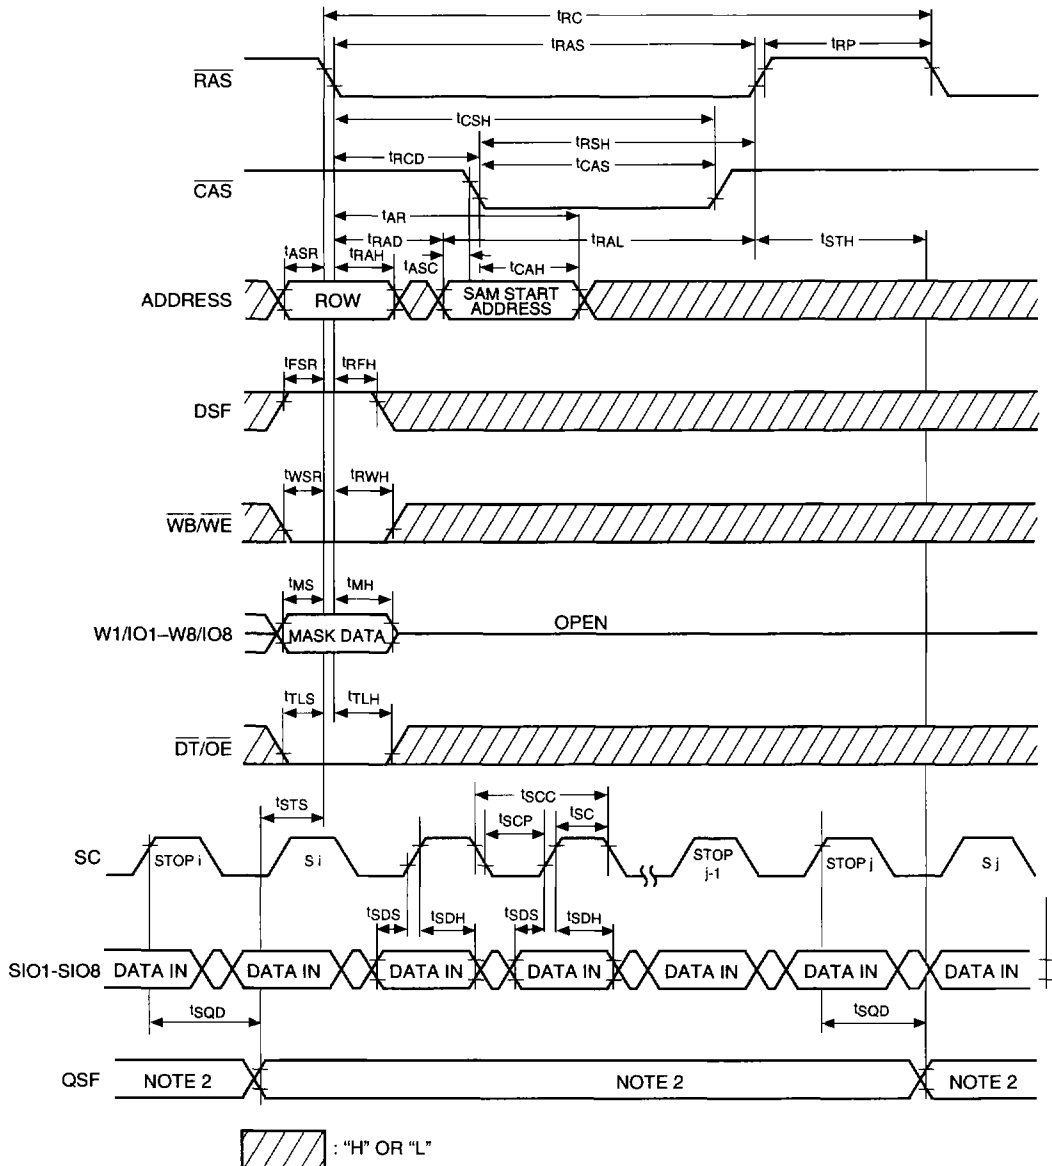 tRC
tRAS
tRP
RAS
tCSH
tRSH
tRCD
tCAS
CAS
tAR
tRAD
tRAL
tSTH
tASR
tRAH
tASC
tCAH
ADDRESS
ROW
SAM START
ADDRESS
tFSR
tRFH
DSF
tWSR
tRWH
WB/WE
tMS
tMH
W1/IO1–W8/IO8
MASK DATA
OPEN
tTLS
tTLH
DT/OE
tSTS
tSCC
tSCP
tSC
SC
STOP i
S i
STOP
j-1
STOP j
S j
tSDS
tSDH
tSDS
tSDH
SIO1-SIO8
DATA IN
DATA IN
DATA IN
DATA IN
DATA IN
DATA IN
DATA IN
tSQD
tSQD
QSF
NOTE 2
NOTE 2
NOTE 2
: “H” OR “L”